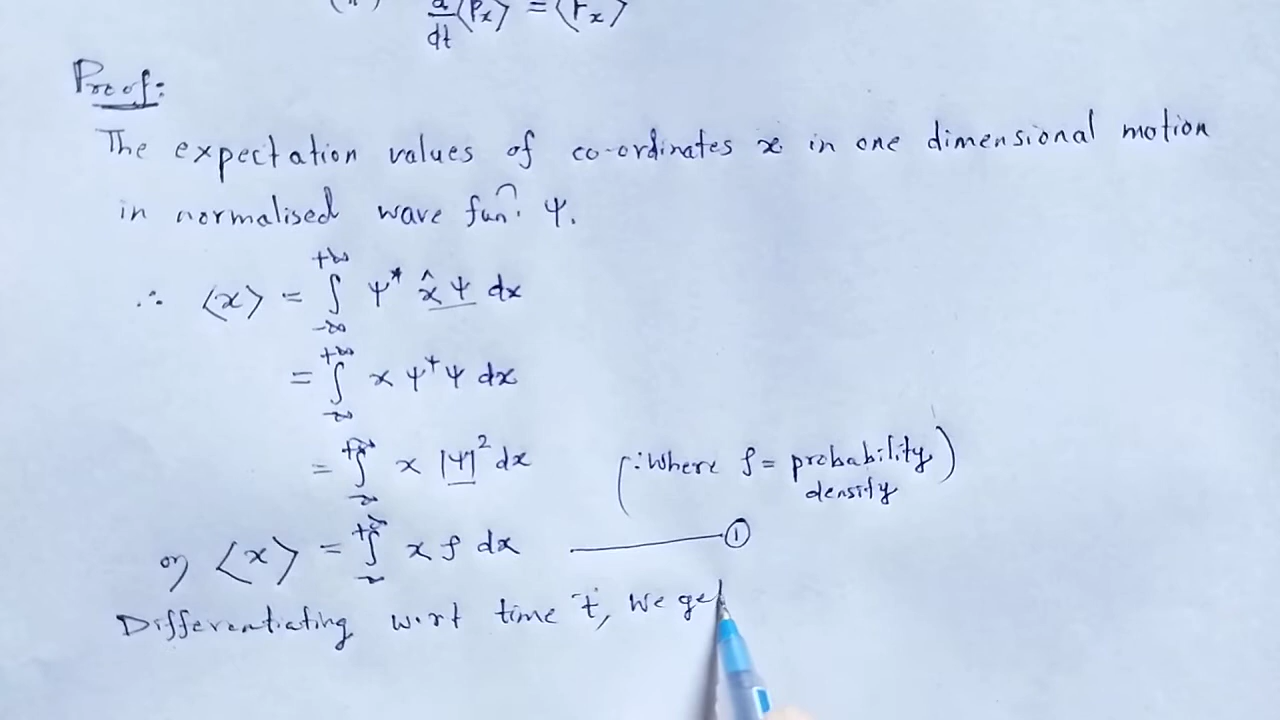 d/dt ⟨Px⟩ = ⟨Fx⟩
Proof:
The expectation values of co-ordinates x in one dimensional motion
in normalised wave fun. ψ.
∴ ⟨x⟩ = ∫_{-∞}^{+∞} ψ* x̂ ψ dx
= ∫_{-∞}^{+∞} x ψ* ψ dx
= ∫_{-∞}^{+∞} x |ψ|² dx (∵ where ρ = probability density)
or ⟨x⟩ = ∫_{-∞}^{+∞} x ρ dx ——— ①
Differentiating w.r.t time 't, we get